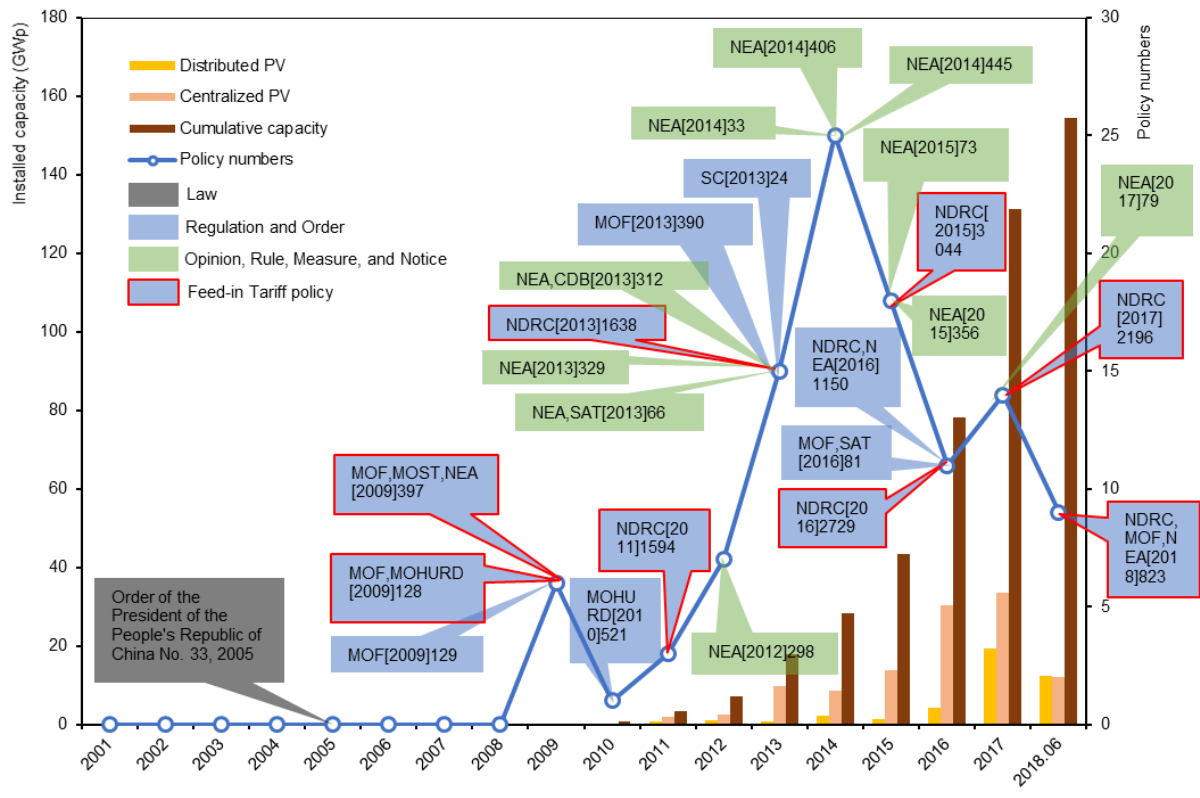 Installed capacity (GWp)
180
160
140
120
100
80
60
40
20
0
Distributed PV
Centralized PV
Cumulative capacity
Policy numbers
Law
Regulation and Order
Opinion, Rule, Measure, and Notice
Feed-in Tariff policy
Order of the
President of the
People's Republic of
China No. 33, 2005
MOF,MOST,NEA
[2009]397
MOF,MOHURD
[2009]128
MOF[2009]129
MOHU
RD[201
0]521
NDRC[20
11]1594
NEA[2012]298
SC[2013]24
MOF[2013]390
NEA,CDB[2013]312
NDRC[2013]1638
NEA[2013]329
NEA,SAT[2013]66
NEA[2014]406
NEA[2014]445
NEA[2014]33
NEA[2015]73
NDRC[
2015]3
044
NEA[2
015]356
NDRC,N
EA[2016]
1150
MOF,SAT
[2016]81
NDRC[20
16]2729
NEA[20
17]79
NDRC
[2017]
2196
NDRC,
MOF,N
EA[201
8]823
30
25
20
15
10
5
0
Policy numbers
2001
2002
2003
2004
2005
2006
2007
2008
2009
2010
2011
2012
2013
2014
2015
2016
2017
2018.06